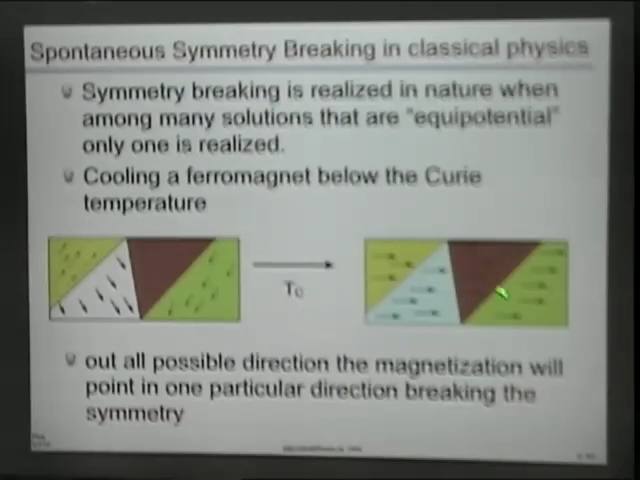 Spontaneous Symmetry Breaking in classical physics
Symmetry breaking is realized in nature when
among many solutions that are "equipotential"
only one is realized.
Cooling a ferromagnet below the Curie
temperature
Tc
out all possible direction the magnetization will
point in one particular direction breaking the
symmetry